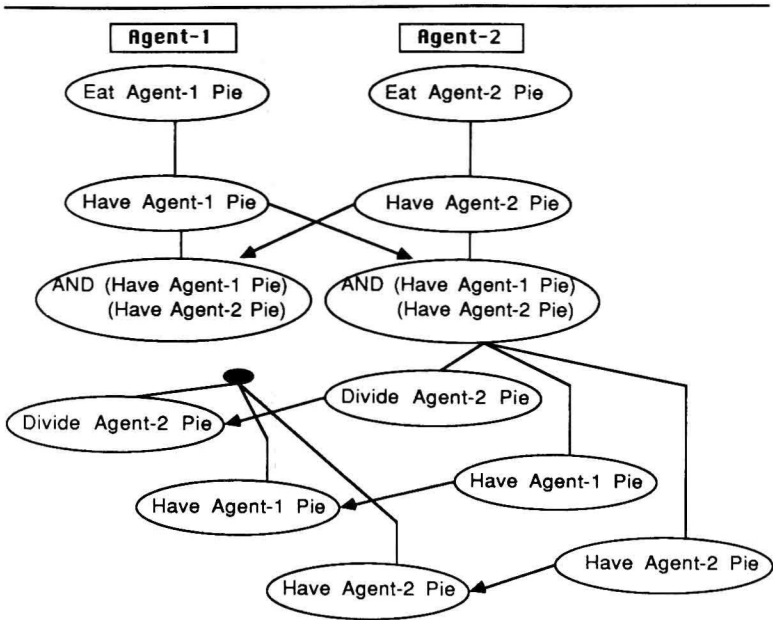 Agent-1
Agent-2
Eat Agent-1 Pie
Eat Agent-2 Pie
Have Agent-1 Pie
Have Agent-2 Pie
AND (Have Agent-1 Pie)
(Have Agent-2 Pie)
AND (Have Agent-1 Pie)
(Have Agent-2 Pie)
Divide Agent-2 Pie
Divide Agent-2 Pie
Have Agent-1 Pie
Have Agent-1 Pie
Have Agent-2 Pie
Have Agent-2 Pie